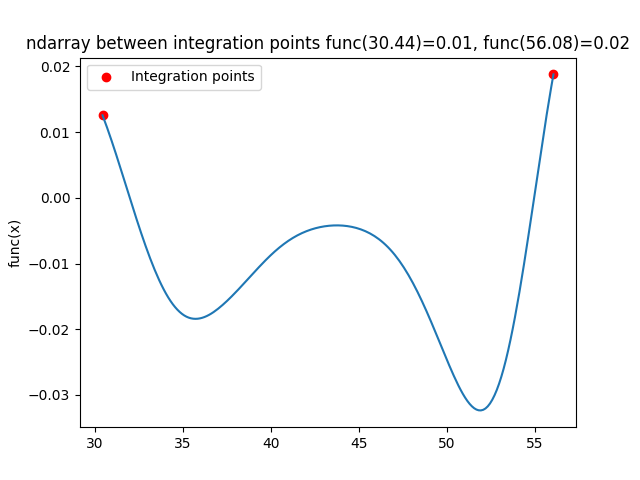 ndarray between integration points func(30.44)=0.01, func(56.08)=0.02
Integration points
0.02
0.01
0.00
−0.01
−0.02
−0.03
func(x)
30 35 40 45 50 55